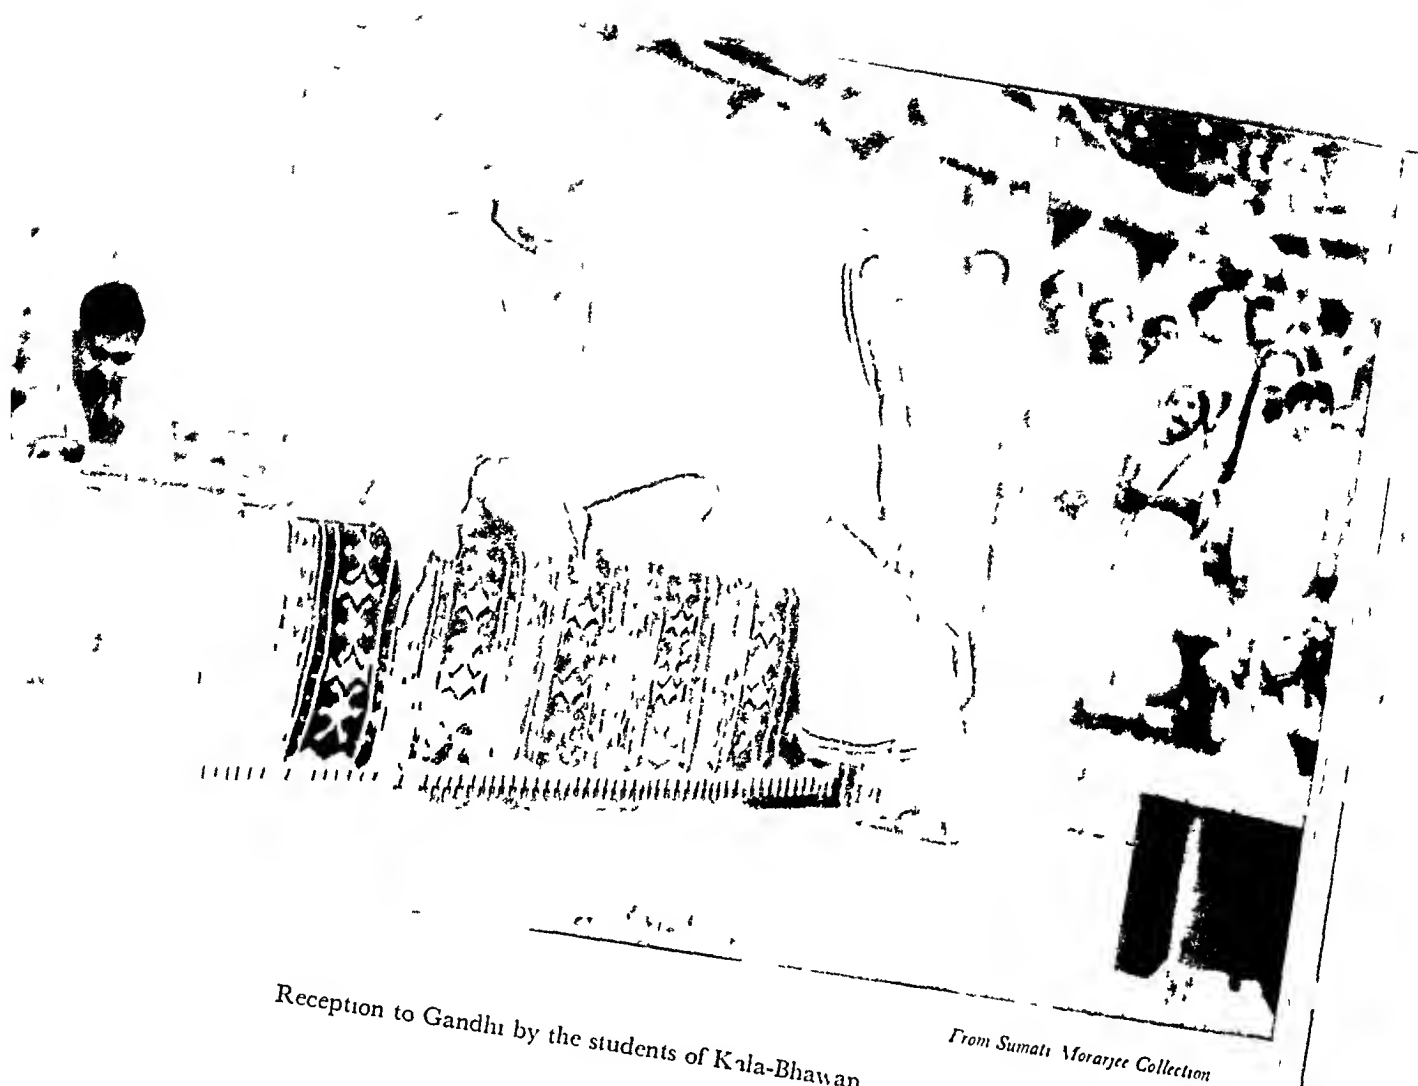 From Sumati Morarjee Collection
Reception to Gandhi by the students of Kala-Bhawan